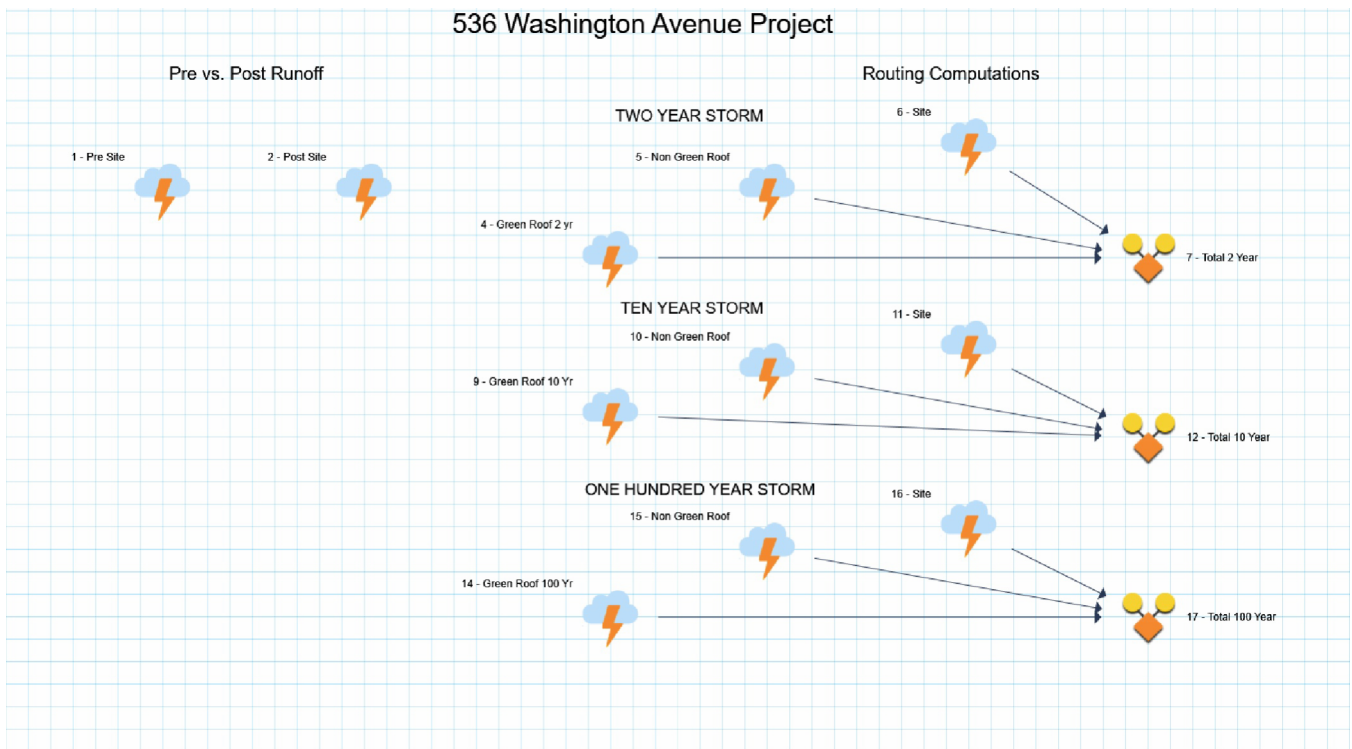 536 Washington Avenue Project
Pre vs. Post Runoff
Routing Computations
TWO YEAR STORM
6 - Site
1 - Pre Site
2 - Post Site
5 - Non Green Roof
4 - Green Roof 2 yr
7 - Total 2 Year
TEN YEAR STORM
11 - Site
10 - Non Green Roof
9 - Green Roof 10 Yr
12 - Total 10 Year
ONE HUNDRED YEAR STORM
16 - Site
15 - Non Green Roof
14 - Green Roof 100 Yr
17 - Total 100 Year